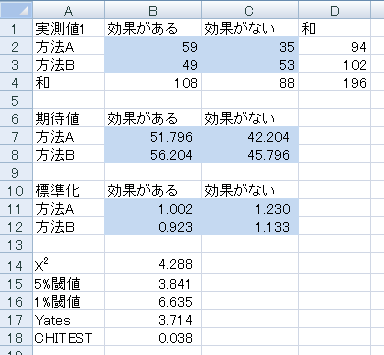 A B C D
1 実測値1 効果がある 効果がない 和
2 方法A 59 35 94
3 方法B 49 53 102
4 和 108 88 196
5
6 期待値 効果がある 効果がない
7 方法A 51.796 42.204
8 方法B 56.204 45.796
9
10 標準化 効果がある 効果がない
11 方法A 1.002 1.230
12 方法B 0.923 1.133
13
14 X² 4.288
15 5%閾値 3.841
16 1%閾値 6.635
17 Yates 3.714
18 CHITEST 0.038